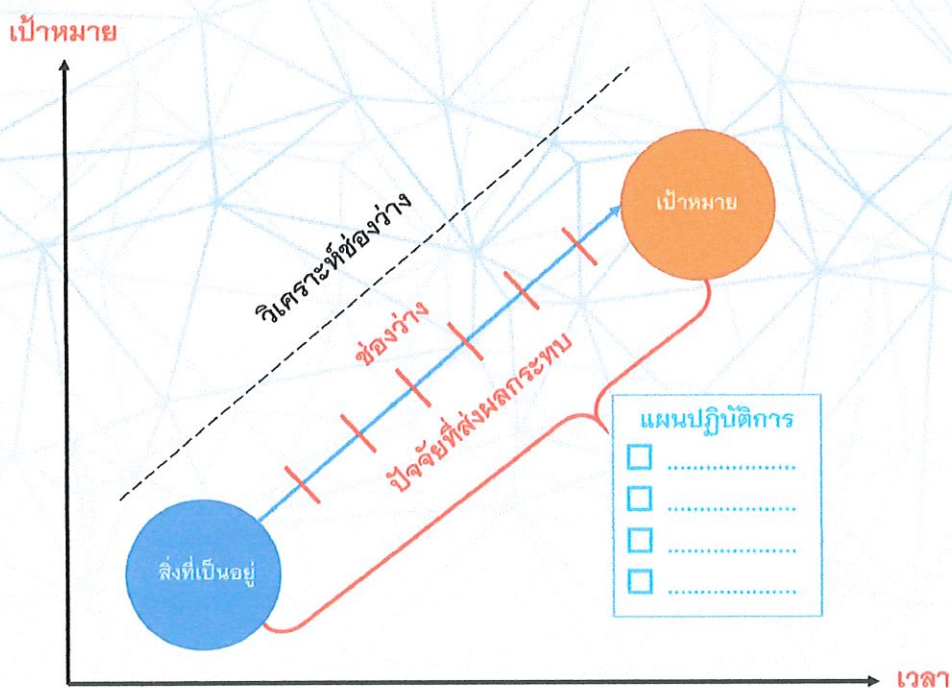 เป้าหมาย
เป้าหมาย
วิเคราะห์ช่องว่าง
ช่องว่าง
ปัจจัยที่ส่งผลกระทบ
แผนปฏิบัติการ
....................
....................
....................
....................
สิ่งที่เป็นอยู่
เวลา